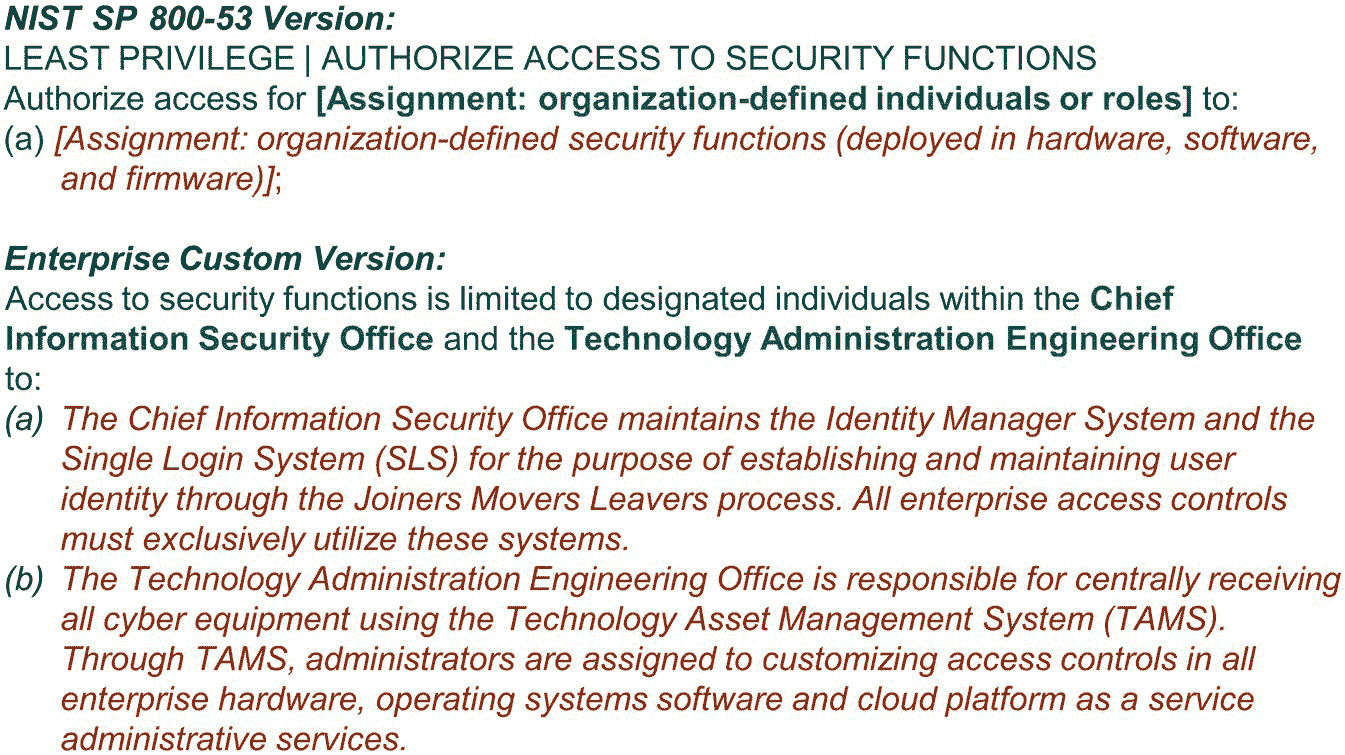 NIST SP 800-53 Version:
LEAST PRIVILEGE | AUTHORIZE ACCESS TO SECURITY FUNCTIONS
Authorize access for [Assignment: organization-defined individuals or roles] to:
(a) [Assignment: organization-defined security functions (deployed in hardware, software,
and firmware)];
Enterprise Custom Version:
Access to security functions is limited to designated individuals within the Chief
Information Security Office and the Technology Administration Engineering Office
to:
(a) The Chief Information Security Office maintains the Identity Manager System and the
Single Login System (SLS) for the purpose of establishing and maintaining user
identity through the Joiners Movers Leavers process. All enterprise access controls
must exclusively utilize these systems.
(b) The Technology Administration Engineering Office is responsible for centrally receiving
all cyber equipment using the Technology Asset Management System (TAMS).
Through TAMS, administrators are assigned to customizing access controls in all
enterprise hardware, operating systems software and cloud platform as a service
administrative services.